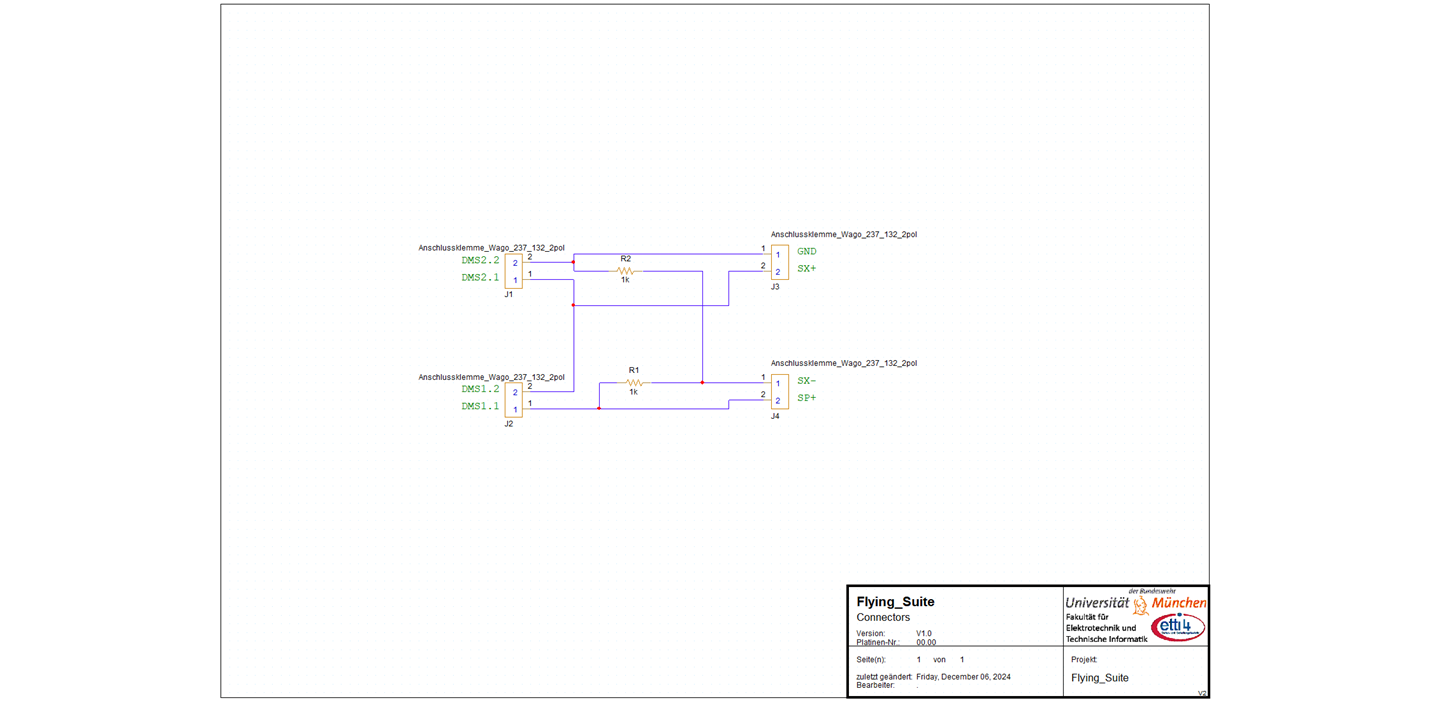 Anschlussklemme_Wago_237_132_2pol
DMS2.2
DMS2.1
2
1
2
1
J1
R2
1k
Anschlussklemme_Wago_237_132_2pol
1
2
1
2
GND
SX+
J3
Anschlussklemme_Wago_237_132_2pol
DMS1.2
DMS1.1
2
1
2
1
J2
R1
1k
Anschlussklemme_Wago_237_132_2pol
1
2
1
2
SX-
SP+
J4
Flying_Suite
Connectors
Version: V1.0
Platinen-Nr.: 00.00
der Bundeswehr
Universität München
Fakultät für
Elektrotechnik und
Technische Informatik
etti4
Seite(n): 1 von 1
zuletzt geändert: Friday, December 06, 2024
Bearbeiter: .
Projekt:
Flying_Suite
V2